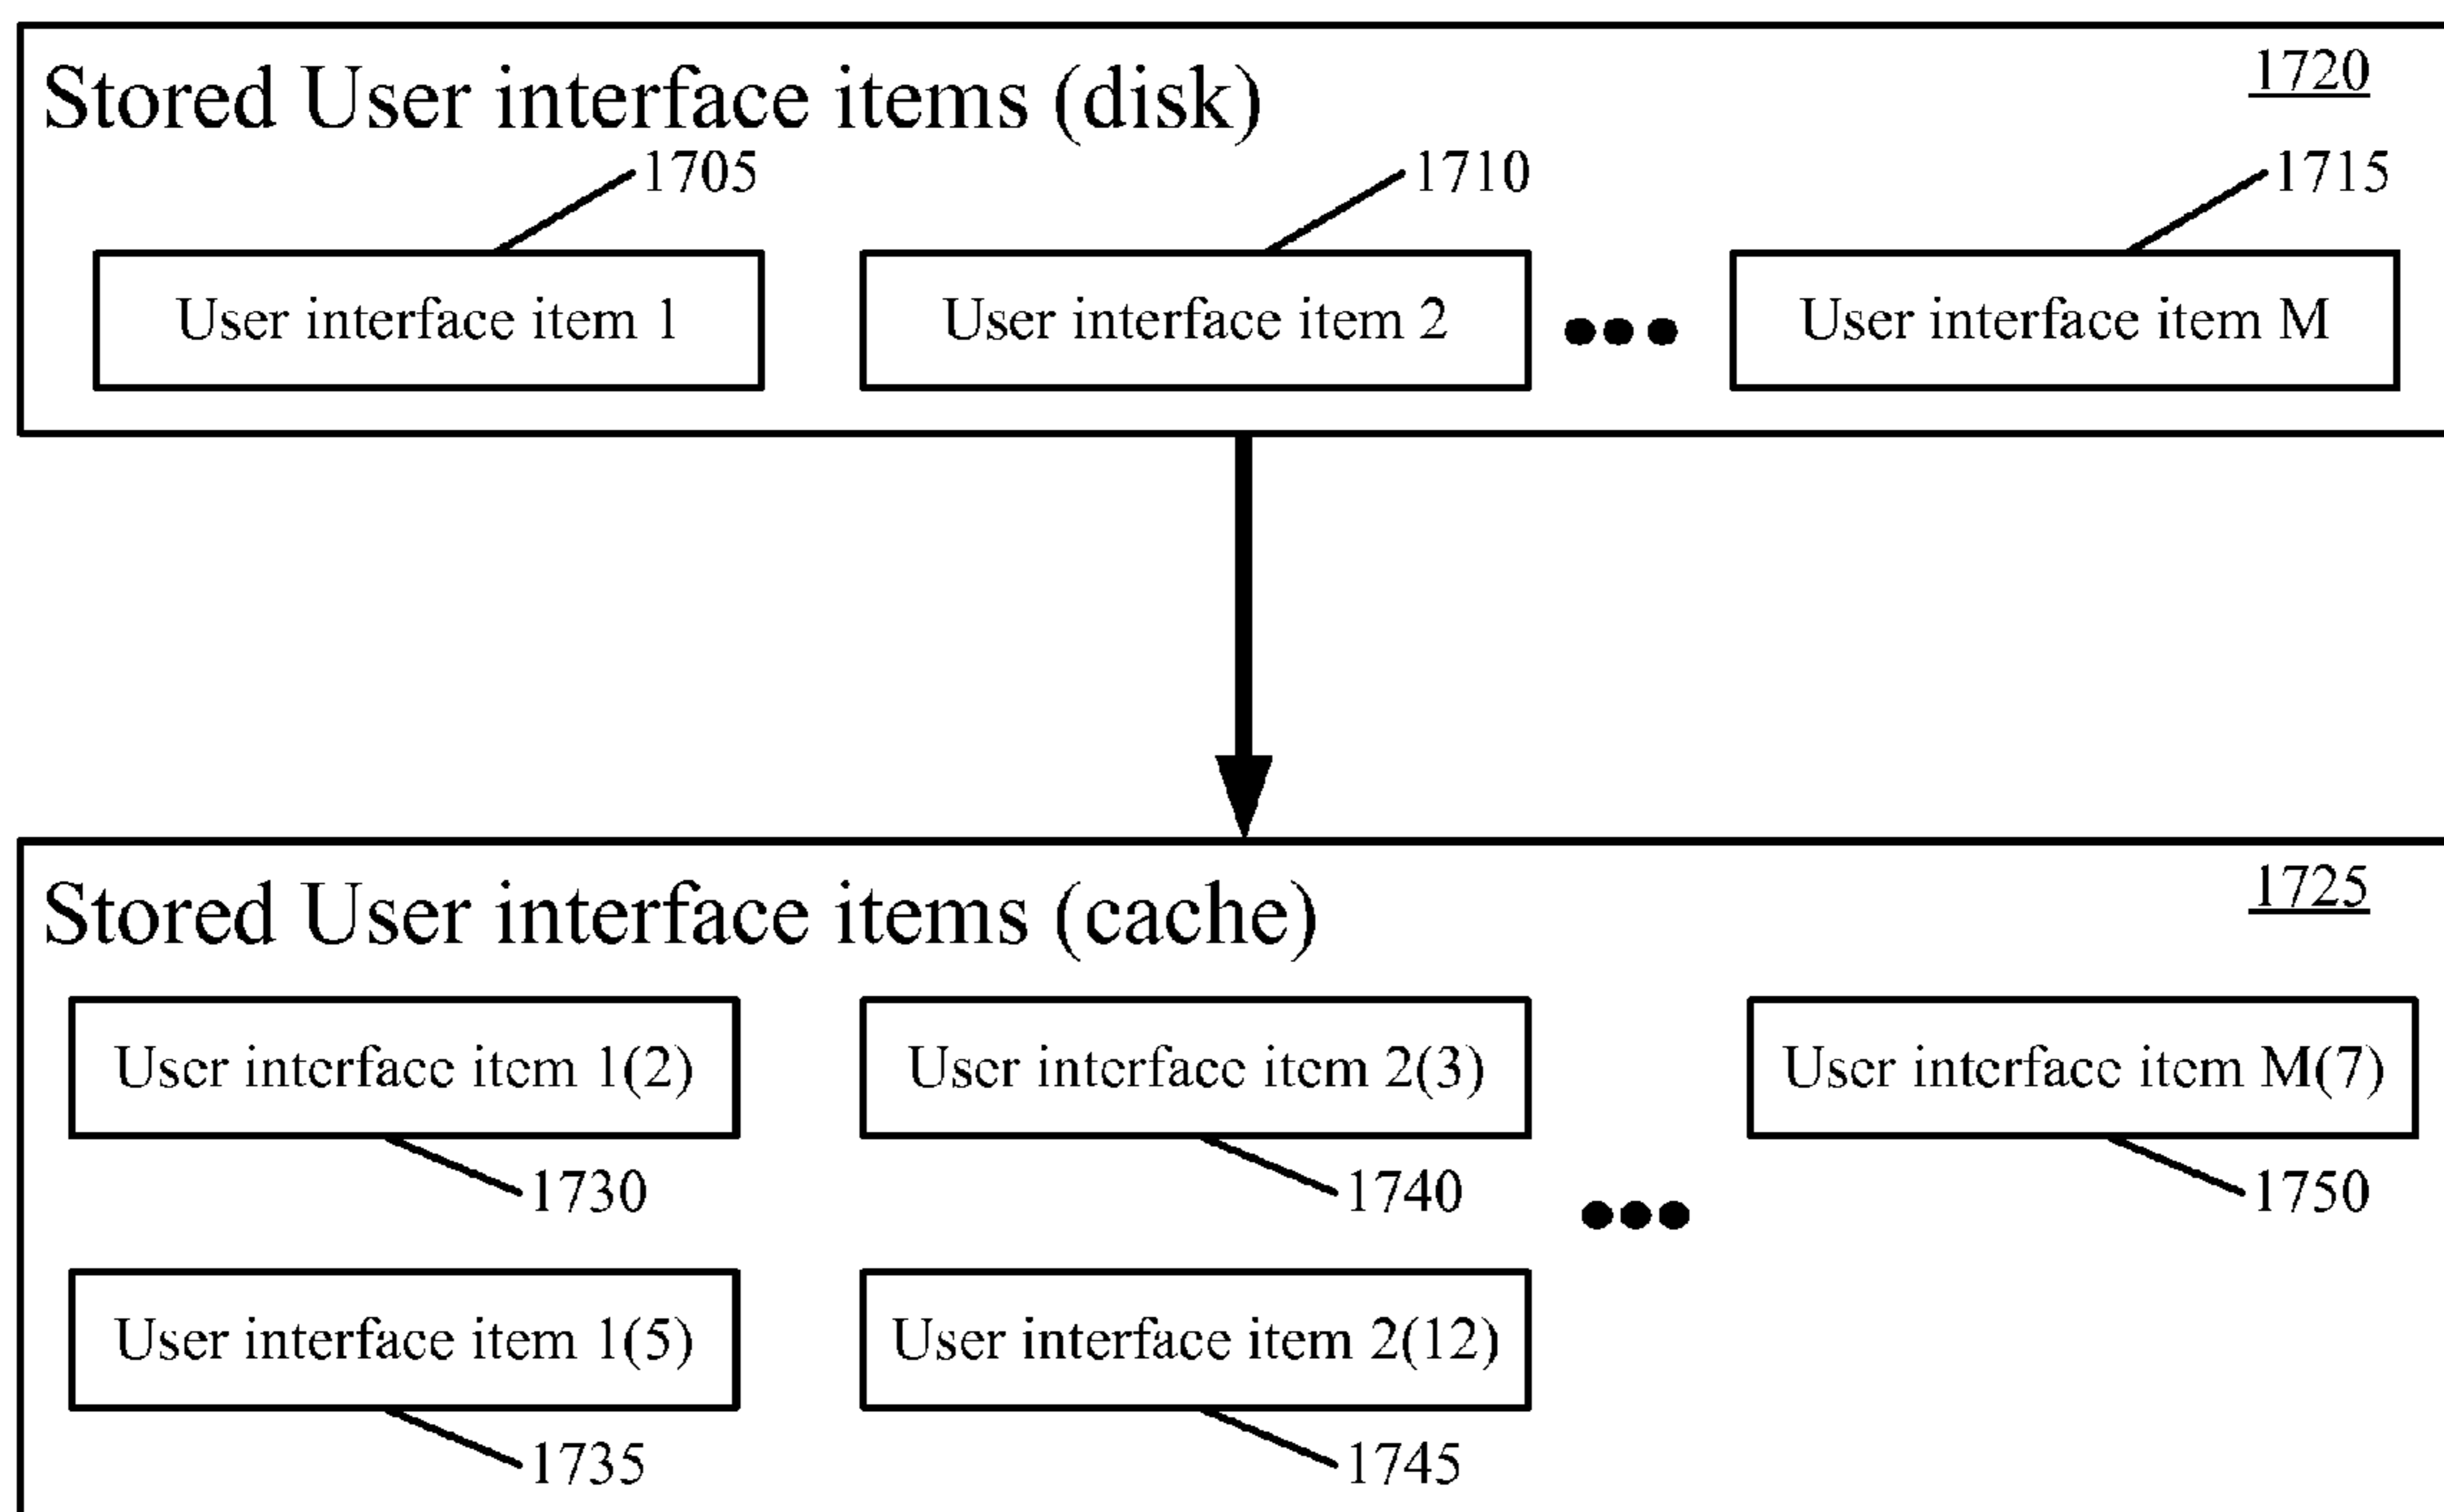 Stored User interface items (disk)
1720
1705
1710
1715
User interface item 1
User interface item 2
User interface item M
Stored User interface items (cache)
1725
User interface item 1(2)
User interface item 2(3)
User interface item M(7)
1730
1740
1750
User interface item 1(5)
User interface item 2(12)
1735
1745